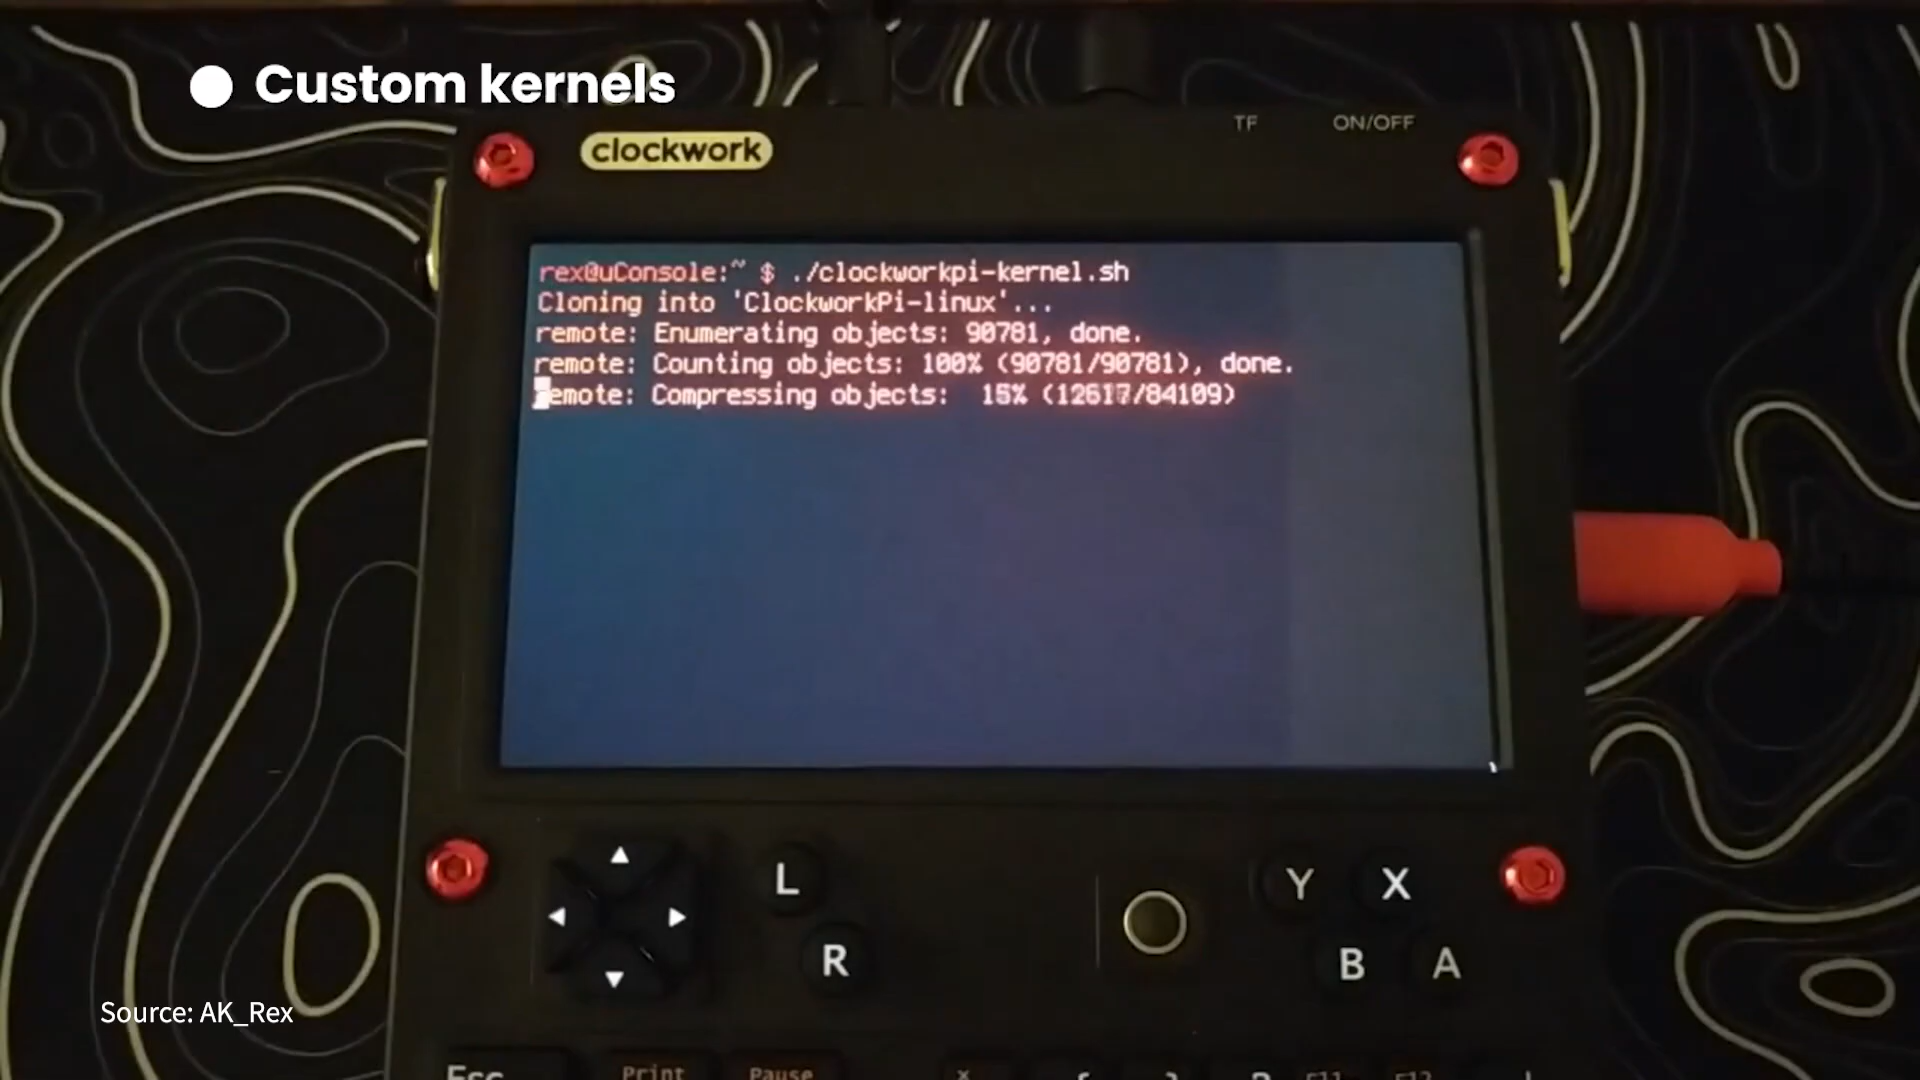 Custom kernels
TF ON/OFF
clockwork
rex@uConsole:~ $ ./clockworkpi-kernel.sh
Cloning into 'ClockworkPi-linux'...
remote: Enumerating objects: 90781, done.
remote: Counting objects: 100% (90781/90781), done.
remote: Compressing objects: 15% (12617/84109)
L
Y X
R
B A
Source: AK_Rex
Esc Print Pause